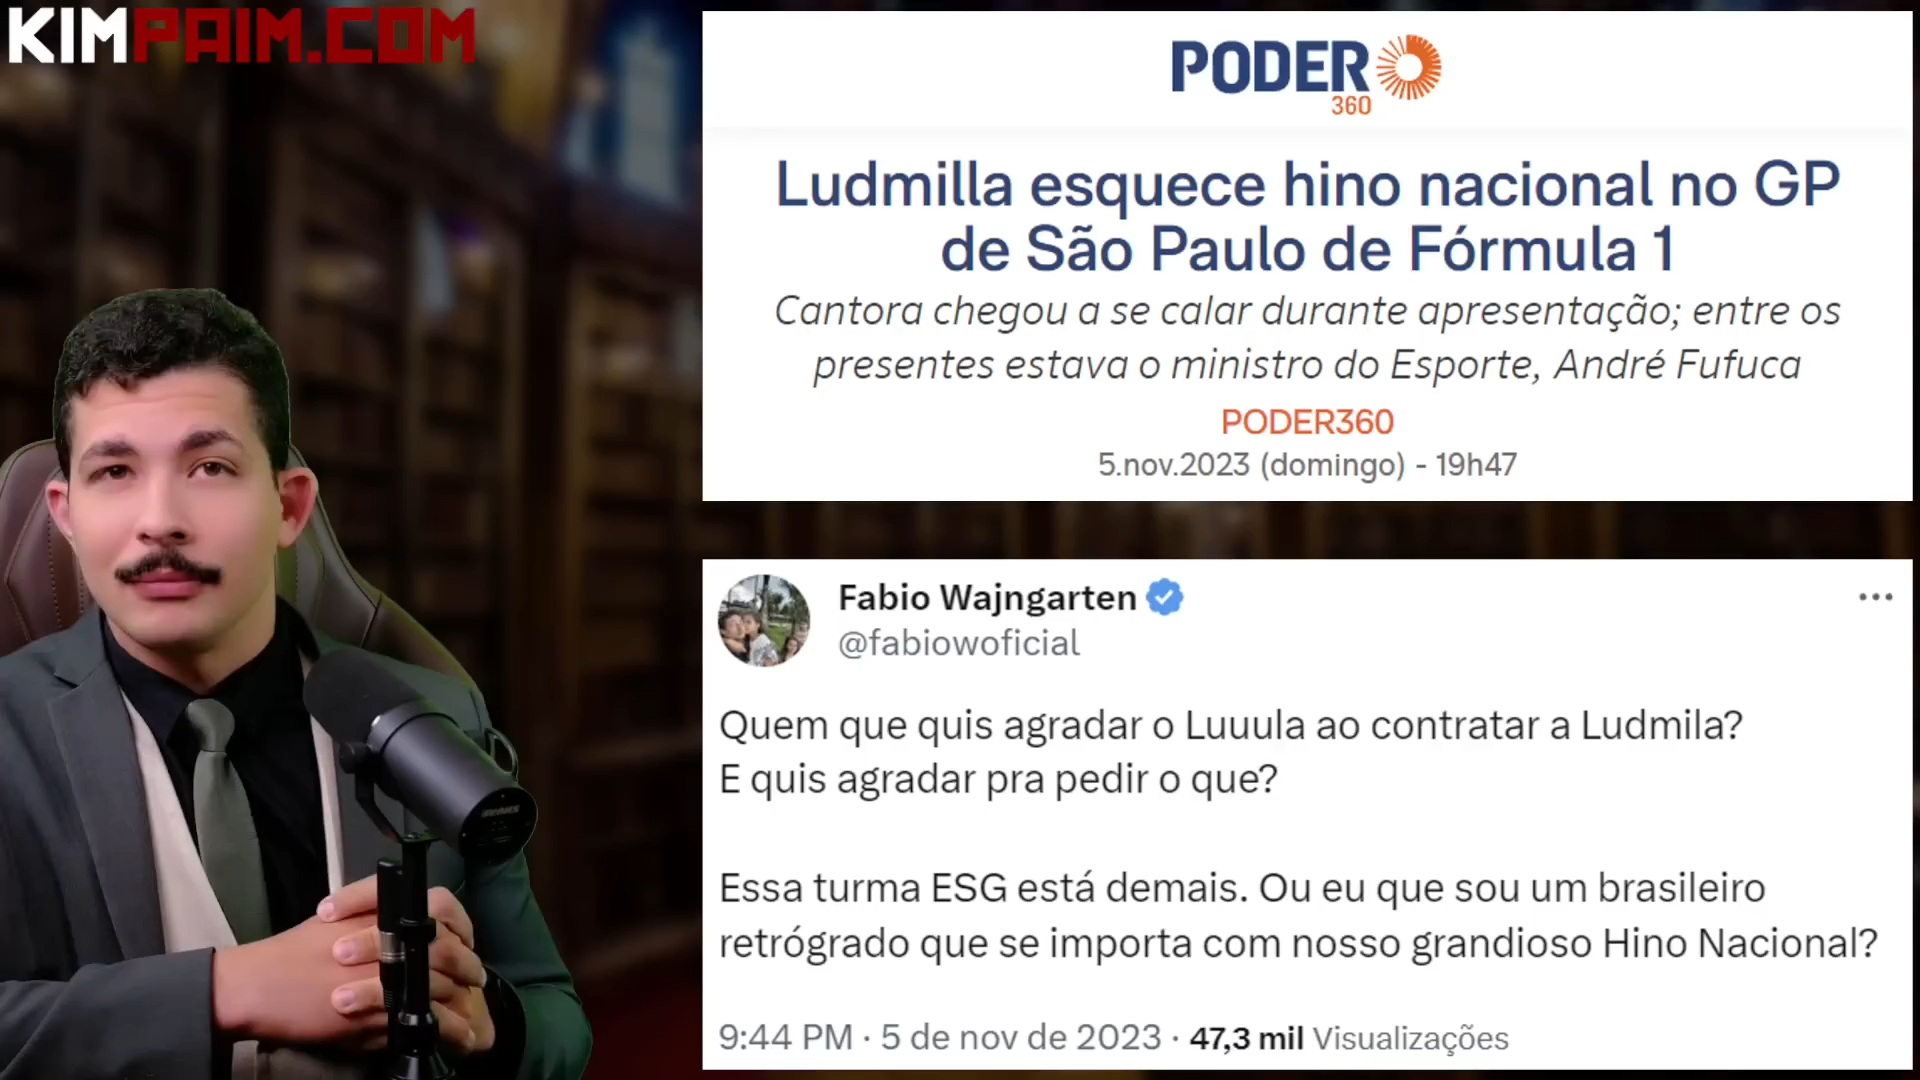 KIMPAIM.COM
PODER
360
Ludmilla esquece hino nacional no GP
de São Paulo de Fórmula 1
Cantora chegou a se calar durante apresentação; entre os
presentes estava o ministro do Esporte, André Fufuca
PODER360
5.nov.2023 (domingo) - 19h47
Fabio Wajngarten
@fabiowoficial
Quem que quis agradar o Luuula ao contratar a Ludmila?
E quis agradar pra pedir o que?
Essa turma ESG está demais. Ou eu que sou um brasileiro
retrógrado que se importa com nosso grandioso Hino Nacional?
9:44 PM · 5 de nov de 2023 · 47,3 mil Visualizações